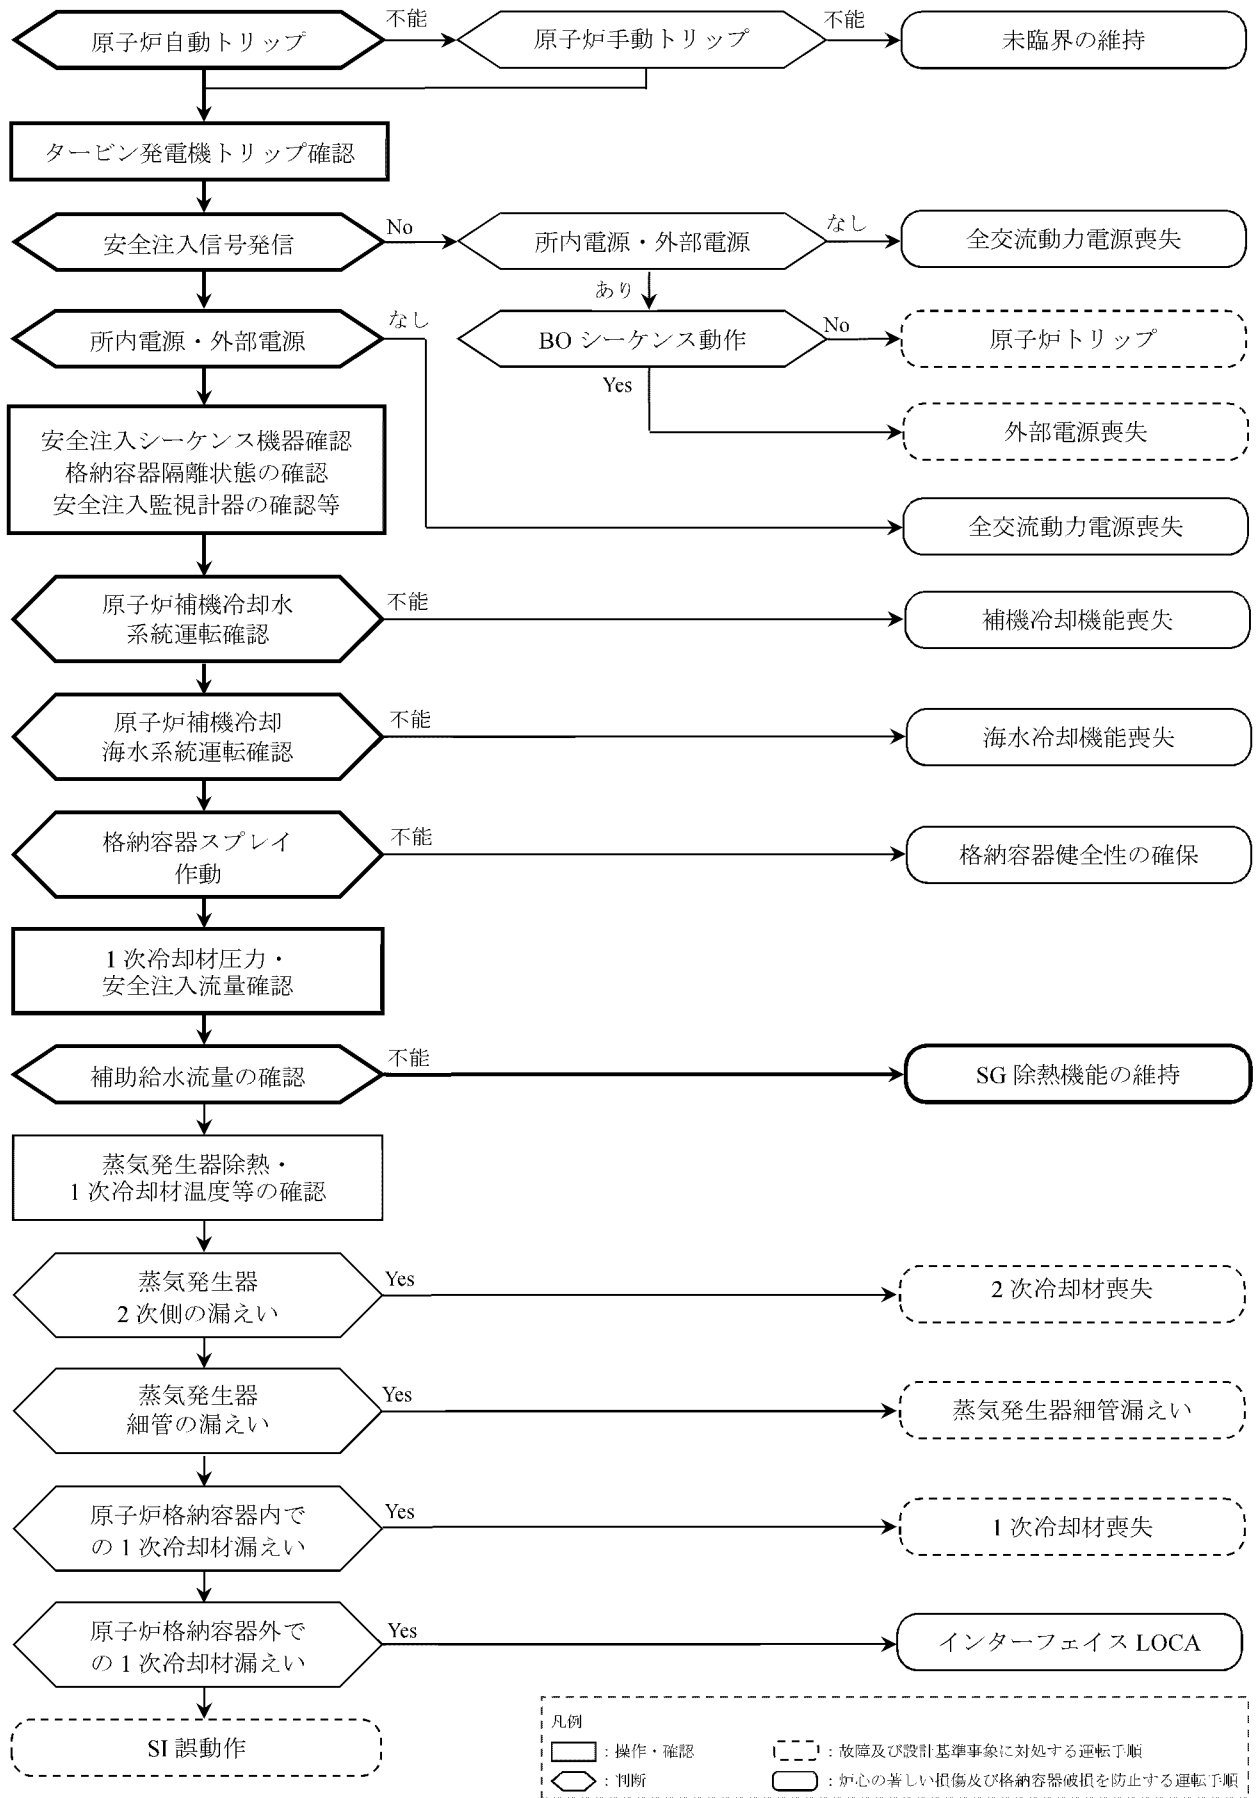 原子炉自動トリップ
不能
原子炉手動トリップ
不能
未臨界の維持
タービン発電機トリップ確認
安全注入信号発信
No
所内電源・外部電源
なし
全交流動力電源喪失
あり
所内電源・外部電源
なし
BO シーケンス動作
No
原子炉トリップ
Yes
外部電源喪失
安全注入シーケンス機器確認
格納容器隔離状態の確認
安全注入監視計器の確認等
全交流動力電源喪失
原子炉補機冷却水
系統運転確認
不能
補機冷却機能喪失
原子炉補機冷却
海水系統運転確認
不能
海水冷却機能喪失
格納容器スプレイ
作動
不能
格納容器健全性の確保
1 次冷却材圧力・
安全注入流量確認
補助給水流量の確認
不能
SG 除熱機能の維持
蒸気発生器除熱・
1 次冷却材温度等の確認
蒸気発生器
2 次側の漏えい
Yes
2 次冷却材喪失
蒸気発生器
細管の漏えい
Yes
蒸気発生器細管漏えい
原子炉格納容器内で
の 1 次冷却材漏えい
Yes
1 次冷却材喪失
原子炉格納容器外で
の 1 次冷却材漏えい
Yes
インターフェイス LOCA
SI 誤動作
凡例
：操作・確認
：故障及び設計基準事象に対処する運転手順
：判断
：炉心の著しい損傷及び格納容器破損を防止する運転手順